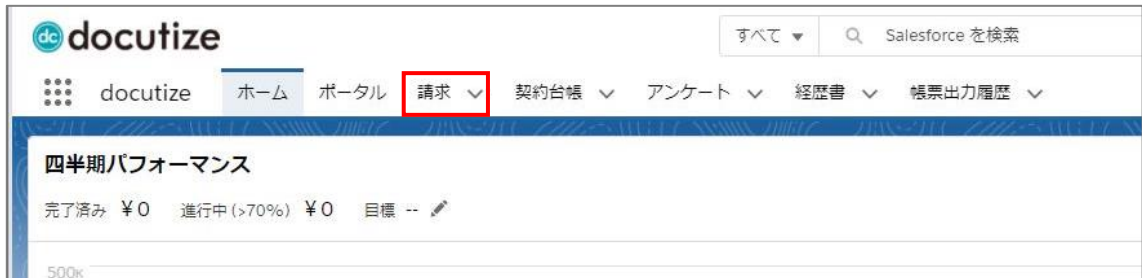 dc docutize
すべて Salesforce を検索
docutize ホーム ポータル 請求 契約台帳 アンケート 経歴書 帳票出力履歴
四半期パフォーマンス
完了済み ¥0 進行中 (>70%) ¥0 目標 --
500K